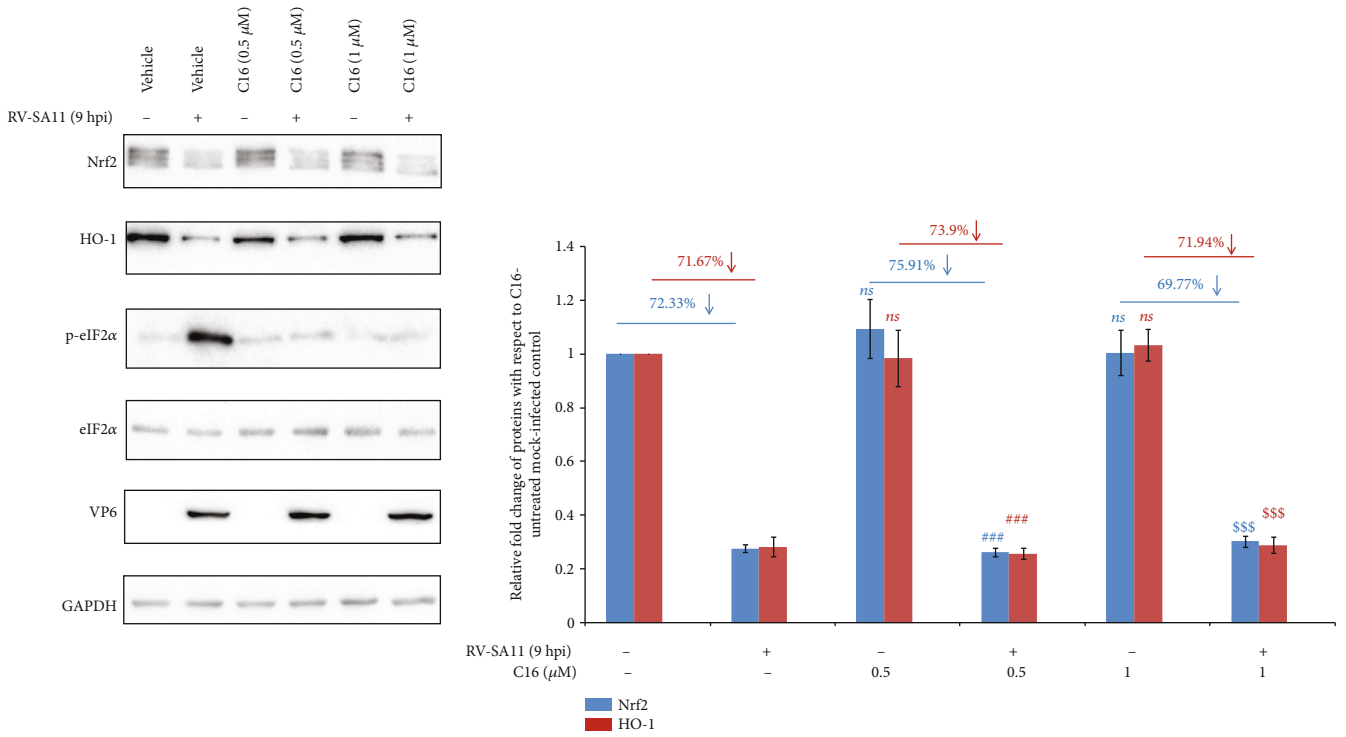 Vehicle
Vehicle
C16 (0.5 μM)
C16 (0.5 μM)
C16 (1 μM)
C16 (1 μM)
RV-SA11 (9 hpi) – + – + – +
Nrf2
HO-1
p-eIF2α
eIF2α
VP6
GAPDH
Relative fold change of proteins with respect to C16-
untreated mock-infected control
1.4
1.2
1
0.8
0.6
0.4
0.2
0
71.67% ↓
72.33% ↓
73.9% ↓
75.91% ↓
ns
ns
71.94% ↓
69.77% ↓
ns ns
###
###
$$$
$$$
RV-SA11 (9 hpi) – + – + – +
C16 (μM) – – 0.5 0.5 1 1
Nrf2
HO-1